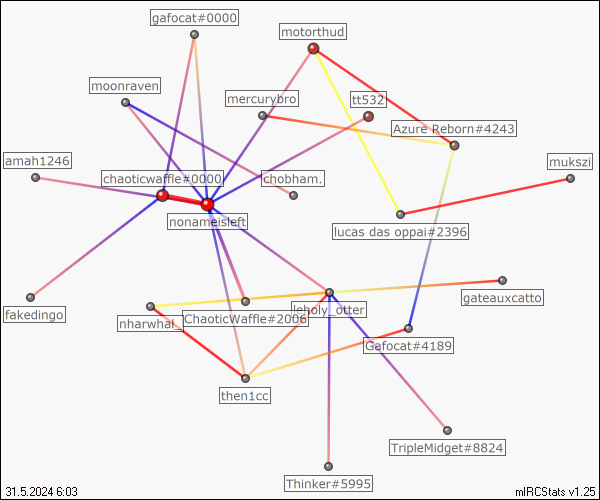 gafocat#0000
motorthud
moonraven
mercurybro
tt532
Azure Reborn#4243
amah1246
mukszi
chaoticwaffle#0000
chobham.
nonameisleft
lucas das oppai#2396
gateauxcatto
fakedingo
leholy_otter
nharwhal_
ChaoticWaffle#2006
Gafocat#4189
then1cc
TripleMidget#8824
Thinker#5995
31.5.2024 6:03
mIRCStats v1.25